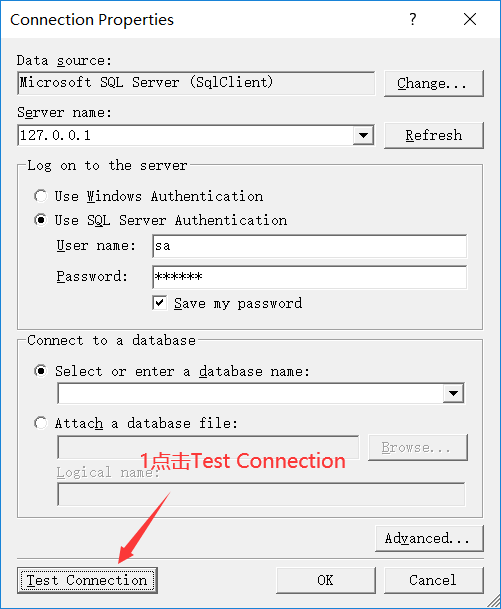 Connection Properties
Data source:
Microsoft SQL Server (SqlClient)
Change...
Server name:
127.0.0.1
Refresh
Log on to the server
Use Windows Authentication
Use SQL Server Authentication
User name:
sa
Password:
******
Save my password
Connect to a database
Select or enter a database name:
Attach a database file:
Browse...
1点击Test Connection
Logical name:
Advanced...
Test Connection
OK
Cancel